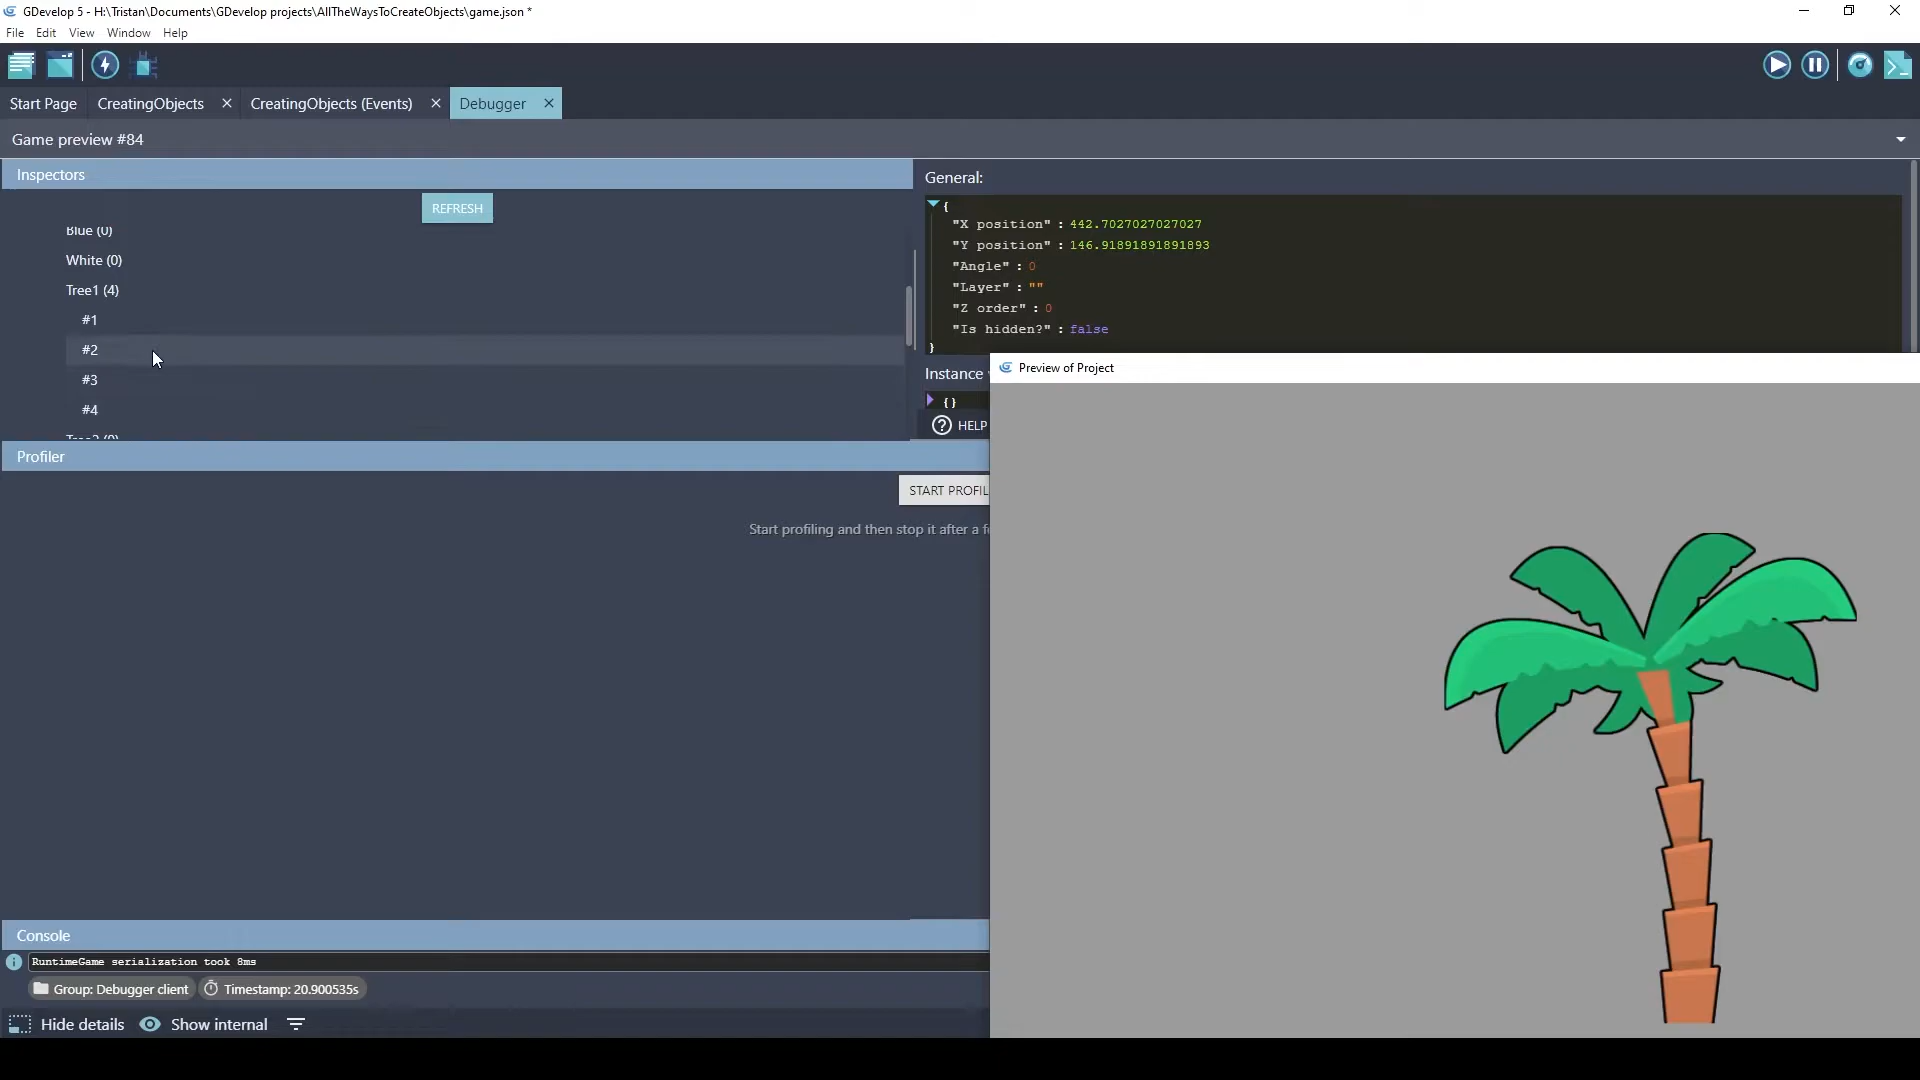 GDevelop 5 - H:\Tristan\Documents\GDevelop projects\AllTheWaysToCreateObjects\game.json *
File Edit View Window Help
Start Page CreatingObjects × CreatingObjects (Events) × Debugger ×
Game preview #84
Inspectors
REFRESH
Blue (0)
White (0)
Tree1 (4)
#1
#2
#3
#4
Tree2 (0)
General:
{
"X position" : 442.7027027027027
"Y position" : 146.91891891891893
"Angle" : 0
"Layer" : ""
"Z order" : 0
"Is hidden?" : false
}
Instance
{}
HELP
Preview of Project
Profiler
START PROFIL
Start profiling and then stop it after a f
Console
RuntimeGame serialization took 8ms
Group: Debugger client Timestamp: 20.900535s
Hide details Show internal